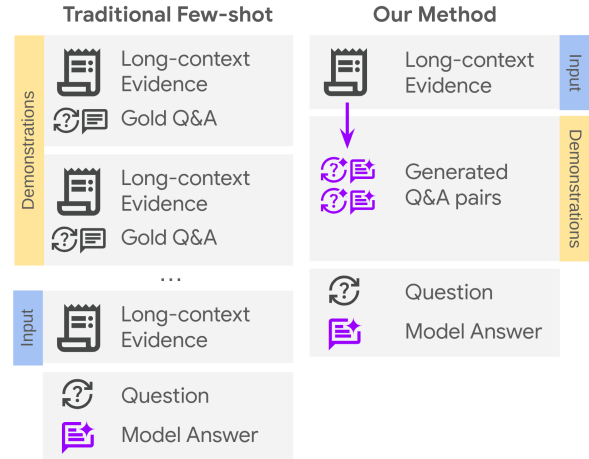 Traditional Few-shot
Demonstrations
Long-context
Evidence
Gold Q&A
Long-context
Evidence
Gold Q&A
...
Input
Long-context
Evidence
Question
Model Answer
Our Method
Long-context
Evidence
Input
Generated
Q&A pairs
Demonstrations
Question
Model Answer